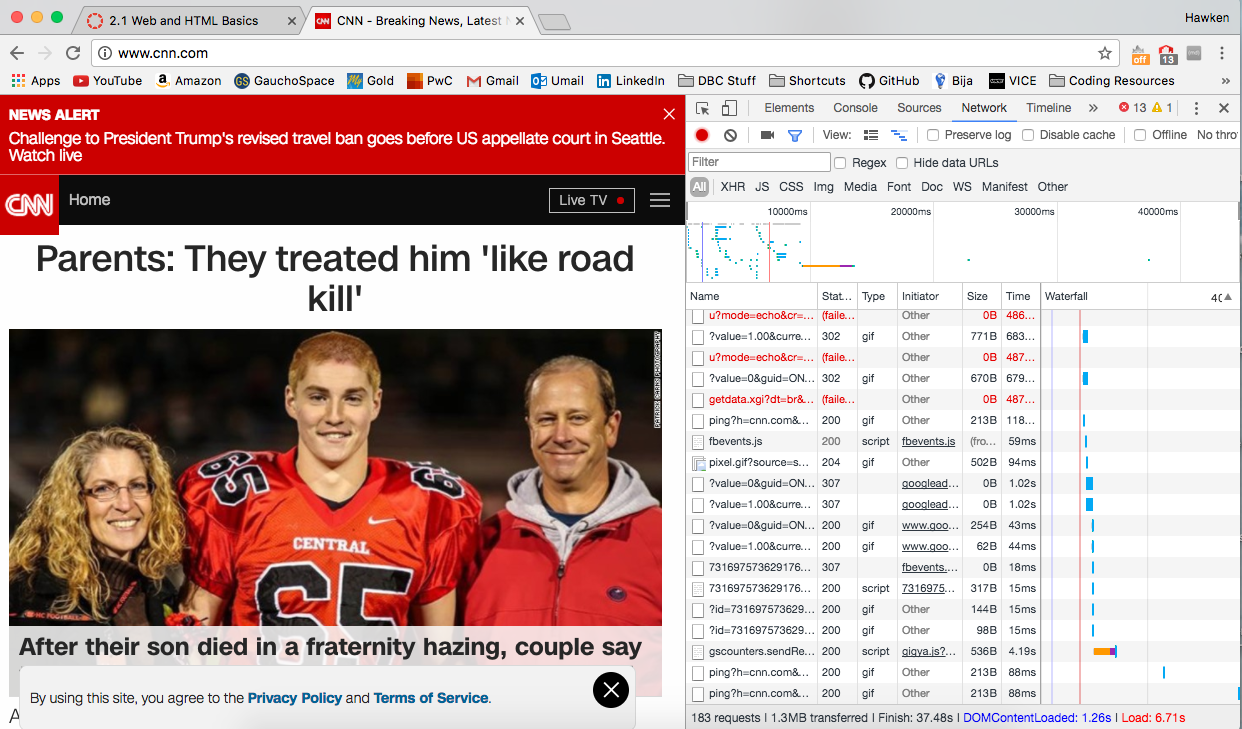 2.1 Web and HTML Basics
CNN - Breaking News, Latest
Hawken
www.cnn.com
off
13
Apps
YouTube
Amazon
GS GauchoSpace
My Gold
PwC
Gmail
Umail
LinkedIn
DBC Stuff
Shortcuts
GitHub
Bija
VICE
Coding Resources
»
NEWS ALERT
Challenge to President Trump's revised travel ban goes before US appellate court in Seattle.
Watch live
CNN
Home
Live TV
Parents: They treated him 'like road
kill'
65
65
CENTRAL
65
HC FOOTBALL
After their son died in a fraternity hazing, couple say
By using this site, you agree to the Privacy Policy and Terms of Service.
A
Elements Console Sources Network Timeline » 13 1
View: Preserve log Disable cache Offline No thro
Filter Regex Hide data URLs
All XHR JS CSS Img Media Font Doc WS Manifest Other
10000ms 20000ms 30000ms 40000ms
Name Stat... Type Initiator Size Time Waterfall 40
u?mode=echo&cr=... (faile... Other 0B 486...
?value=1.00&curre... 302 gif Other 771B 683...
u?mode=echo&cr=... (faile... Other 0B 487...
?value=0&guid=ON... 302 gif Other 670B 679...
getdata.xgi?dt=br&... (faile... Other 0B 487...
ping?h=cnn.com&... 200 gif Other 213B 118...
fbevents.js 200 script fbevents.js (fro... 59ms
pixel.gif?source=s... 204 gif Other 502B 94ms
?value=0&guid=ON... 307 googlead... 0B 1.02s
?value=1.00&curre... 307 googlead... 0B 1.02s
?value=0&guid=ON... 200 gif www.goo... 254B 43ms
?value=1.00&curre... 200 gif www.goo... 62B 44ms
731697573629176... 307 fbevents.... 0B 18ms
731697573629176... 200 script 7316975... 317B 15ms
?id=731697573629... 200 gif Other 144B 15ms
?id=731697573629... 200 gif Other 98B 15ms
gscounters.sendRe... 200 script gigya.js?... 536B 4.19s
ping?h=cnn.com&... 200 gif Other 213B 88ms
ping?h=cnn.com&... 200 gif Other 213B 88ms
183 requests | 1.3MB transferred | Finish: 37.48s | DOMContentLoaded: 1.26s | Load: 6.71s